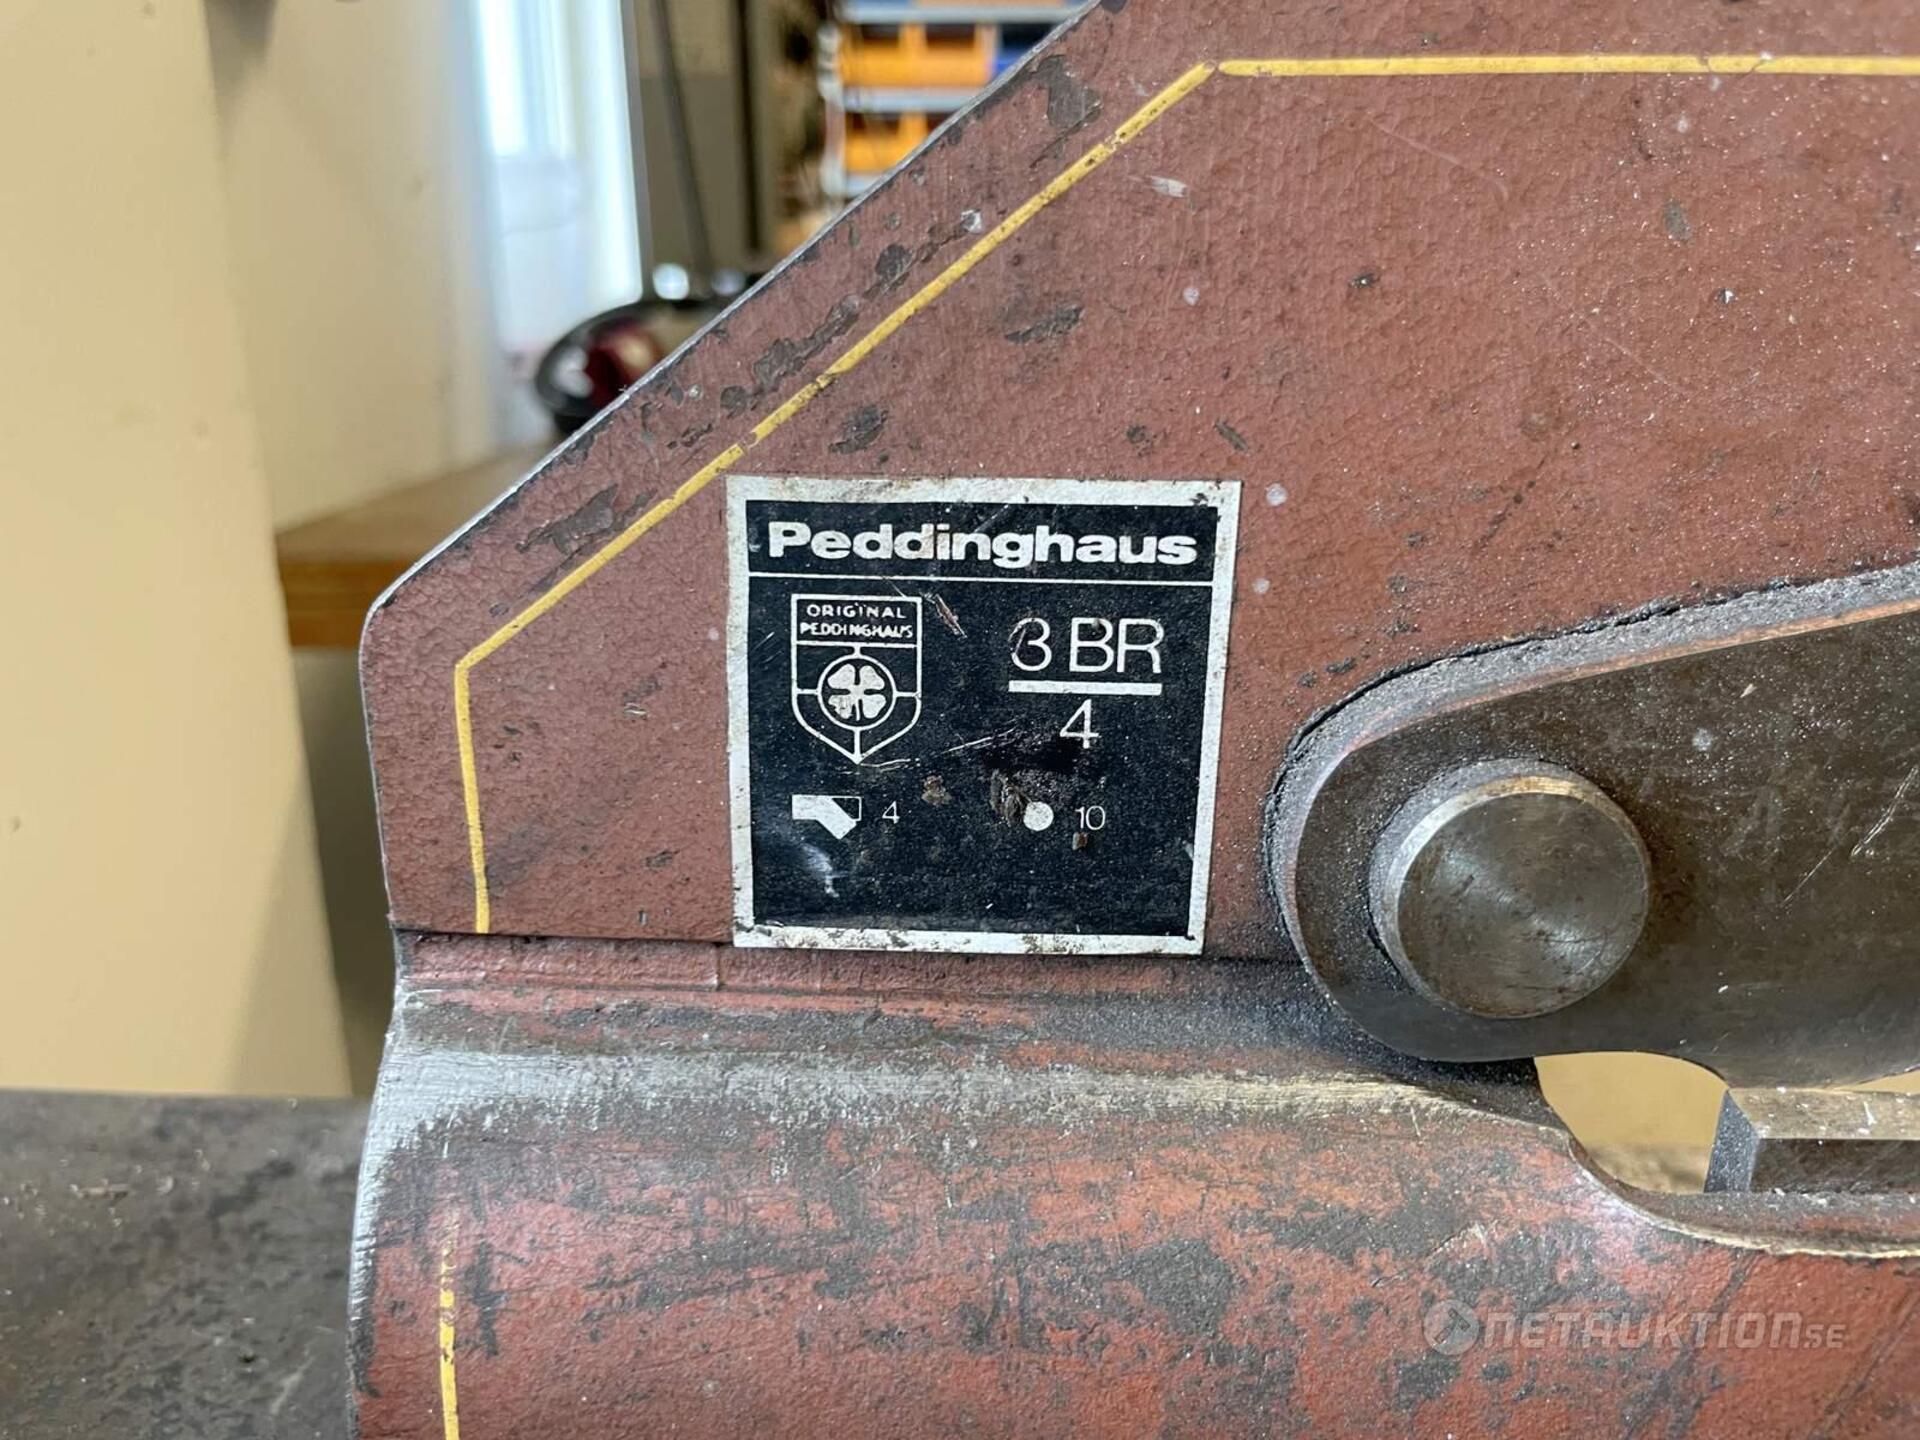 Peddinghaus
ORIGINAL
PEDDINGHAUS
3 BR
4
4
10
NETAUKTION.SE